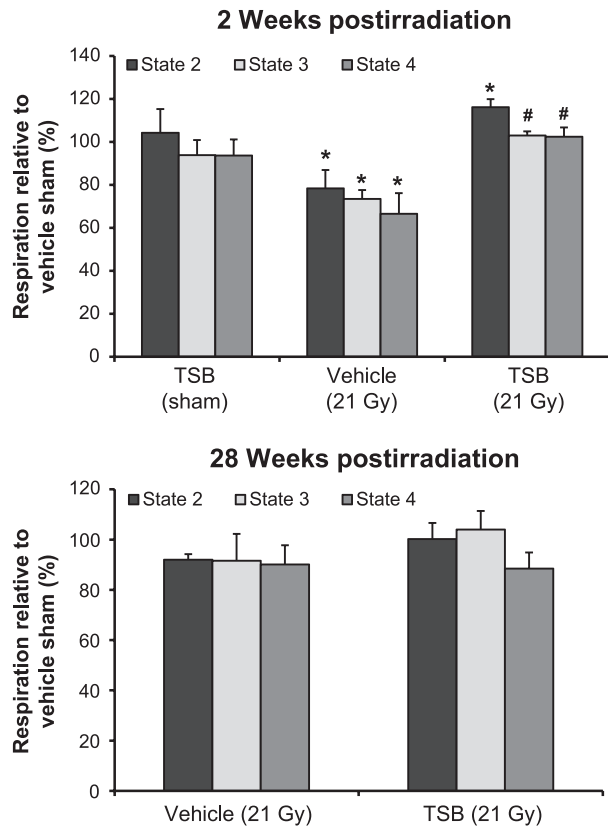 2 Weeks postirradiation
Respiration relative to
vehicle sham (%)
140
120
100
80
60
40
20
0
State 2 State 3 State 4
* * * * # #
TSB
(sham)
Vehicle
(21 Gy)
TSB
(21 Gy)
28 Weeks postirradiation
Respiration relative to
vehicle sham (%)
120
100
80
60
40
20
0
State 2 State 3 State 4
Vehicle (21 Gy) TSB (21 Gy)